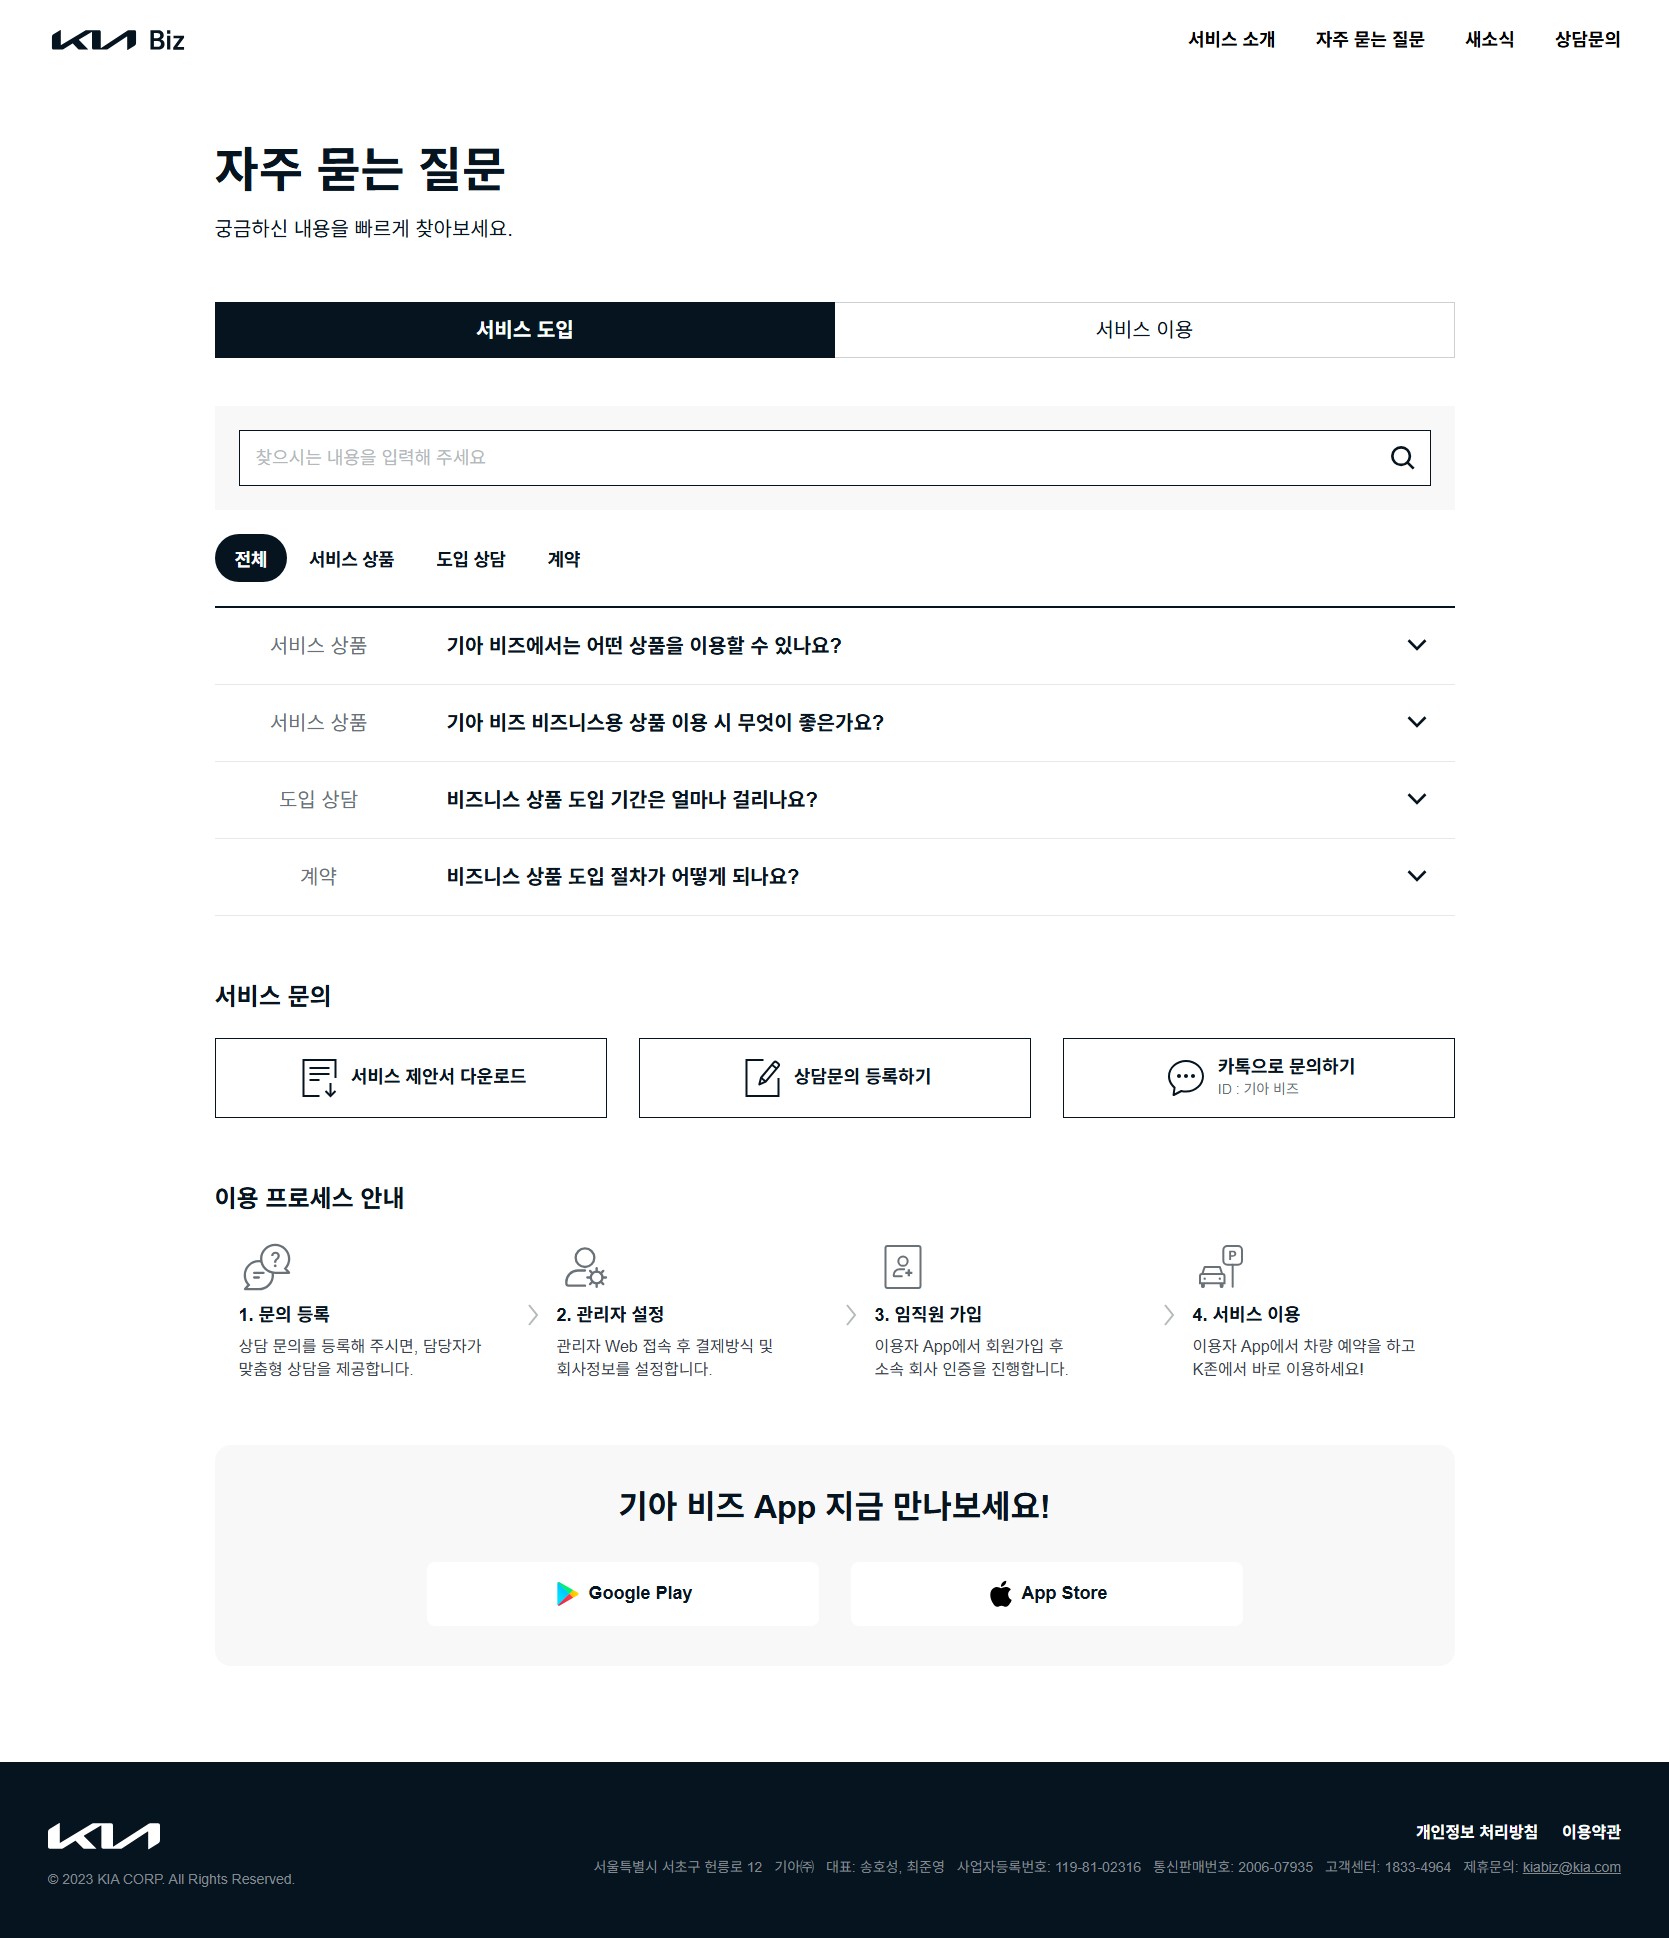 KIA Biz
서비스 소개 자주 묻는 질문 새소식 상담문의
자주 묻는 질문
궁금하신 내용을 빠르게 찾아보세요.
서비스 도입 서비스 이용
찾으시는 내용을 입력해 주세요
전체 서비스 상품 도입 상담 계약
서비스 상품 기아 비즈에서는 어떤 상품을 이용할 수 있나요?
서비스 상품 기아 비즈 비즈니스용 상품 이용 시 무엇이 좋은가요?
도입 상담 비즈니스 상품 도입 기간은 얼마나 걸리나요?
계약 비즈니스 상품 도입 절차가 어떻게 되나요?
서비스 문의
서비스 제안서 다운로드
상담문의 등록하기
카톡으로 문의하기
ID : 기아 비즈
이용 프로세스 안내
?
P
1. 문의 등록
상담 문의를 등록해 주시면, 담당자가
맞춤형 상담을 제공합니다.
2. 관리자 설정
관리자 Web 접속 후 결제방식 및
회사정보를 설정합니다.
3. 임직원 가입
이용자 App에서 회원가입 후
소속 회사 인증을 진행합니다.
4. 서비스 이용
이용자 App에서 차량 예약을 하고
K존에서 바로 이용하세요!
기아 비즈 App 지금 만나보세요!
Google Play
App Store
KIA
© 2023 KIA CORP. All Rights Reserved.
개인정보 처리방침 이용약관
서울특별시 서초구 헌릉로 12 기아㈜ 대표: 송호성, 최준영 사업자등록번호: 119-81-02316 통신판매번호: 2006-07935 고객센터: 1833-4964 제휴문의: kiabiz@kia.com